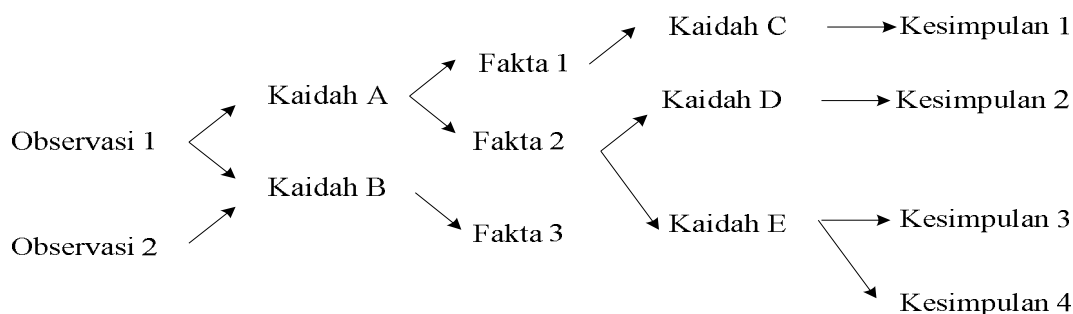 Observasi 1
Observasi 2
Kaidah A
Kaidah B
Fakta 1
Fakta 2
Fakta 3
Kaidah C
Kaidah D
Kaidah E
Kesimpulan 1
Kesimpulan 2
Kesimpulan 3
Kesimpulan 4